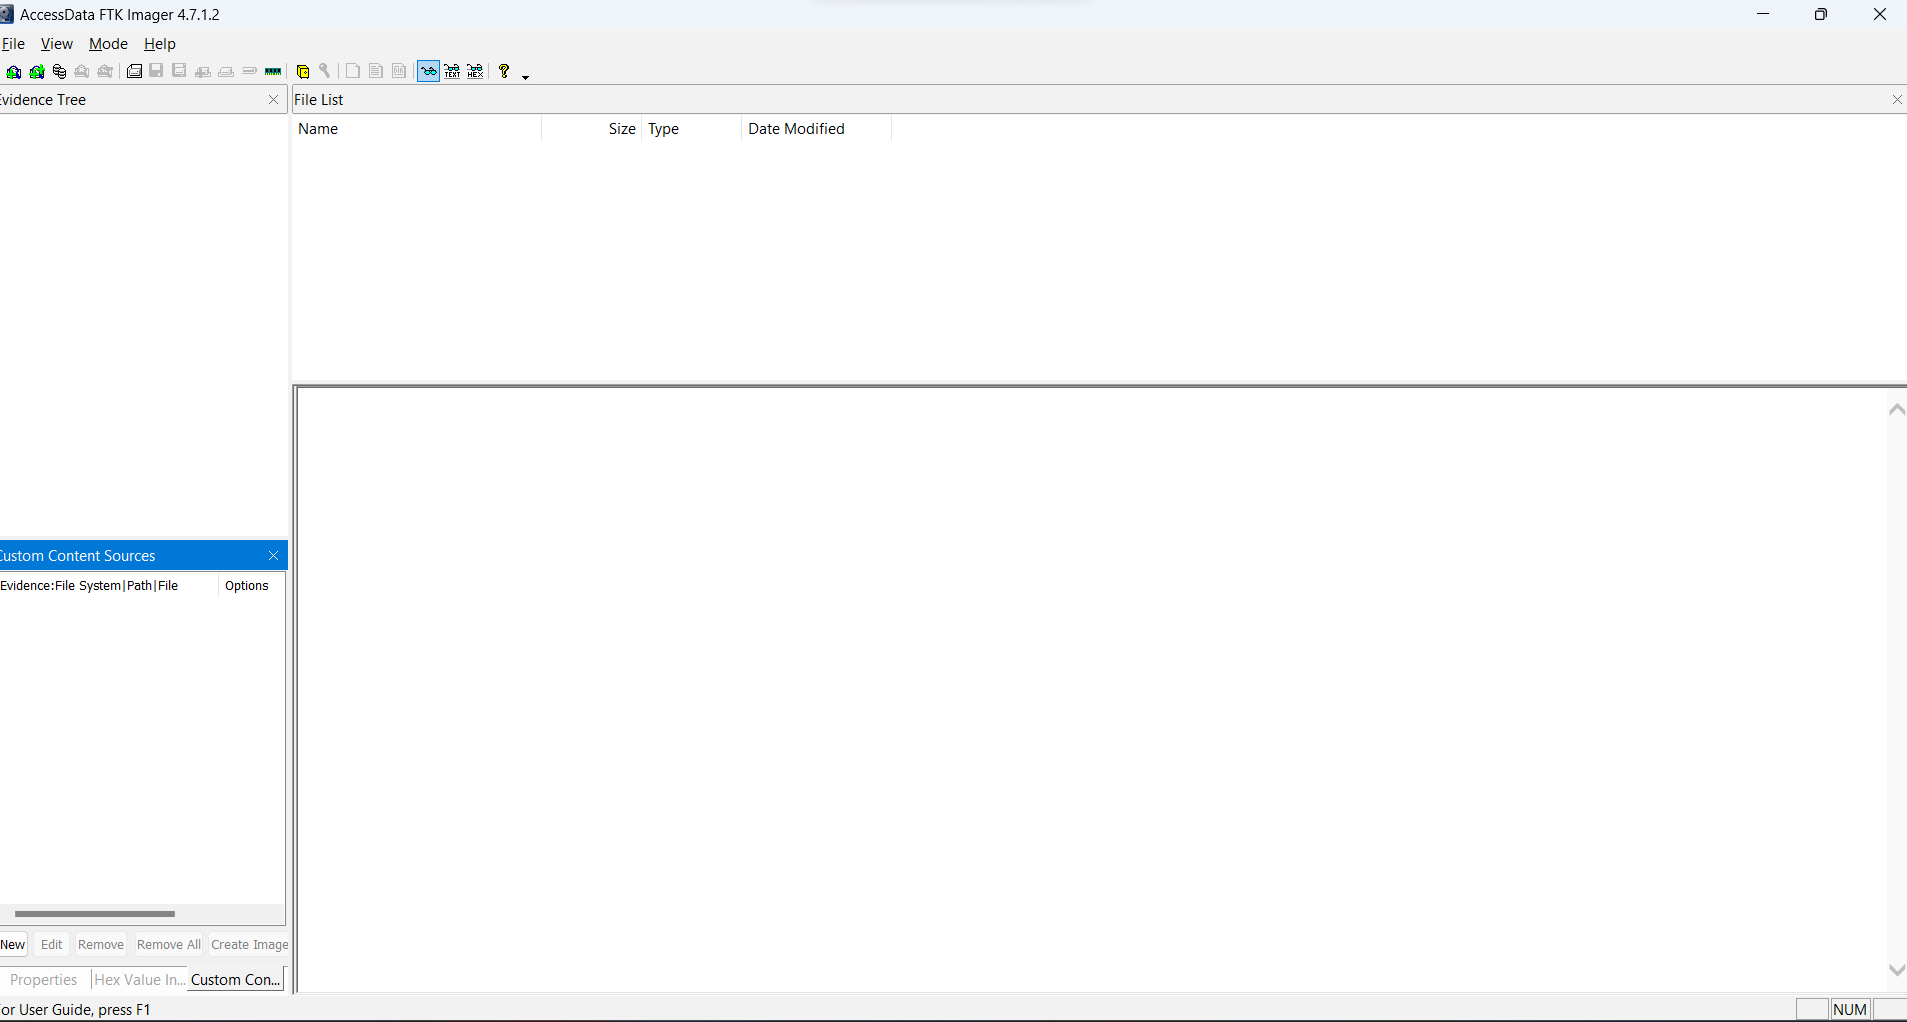 AccessData FTK Imager 4.7.1.2
File View Mode Help
TEXT HEX ?
vidence Tree
File List
Name Size Type Date Modified
ustom Content Sources
Evidence:File System|Path|File Options
New Edit Remove Remove All Create Image
Properties Hex Value In... Custom Con...
or User Guide, press F1
NUM